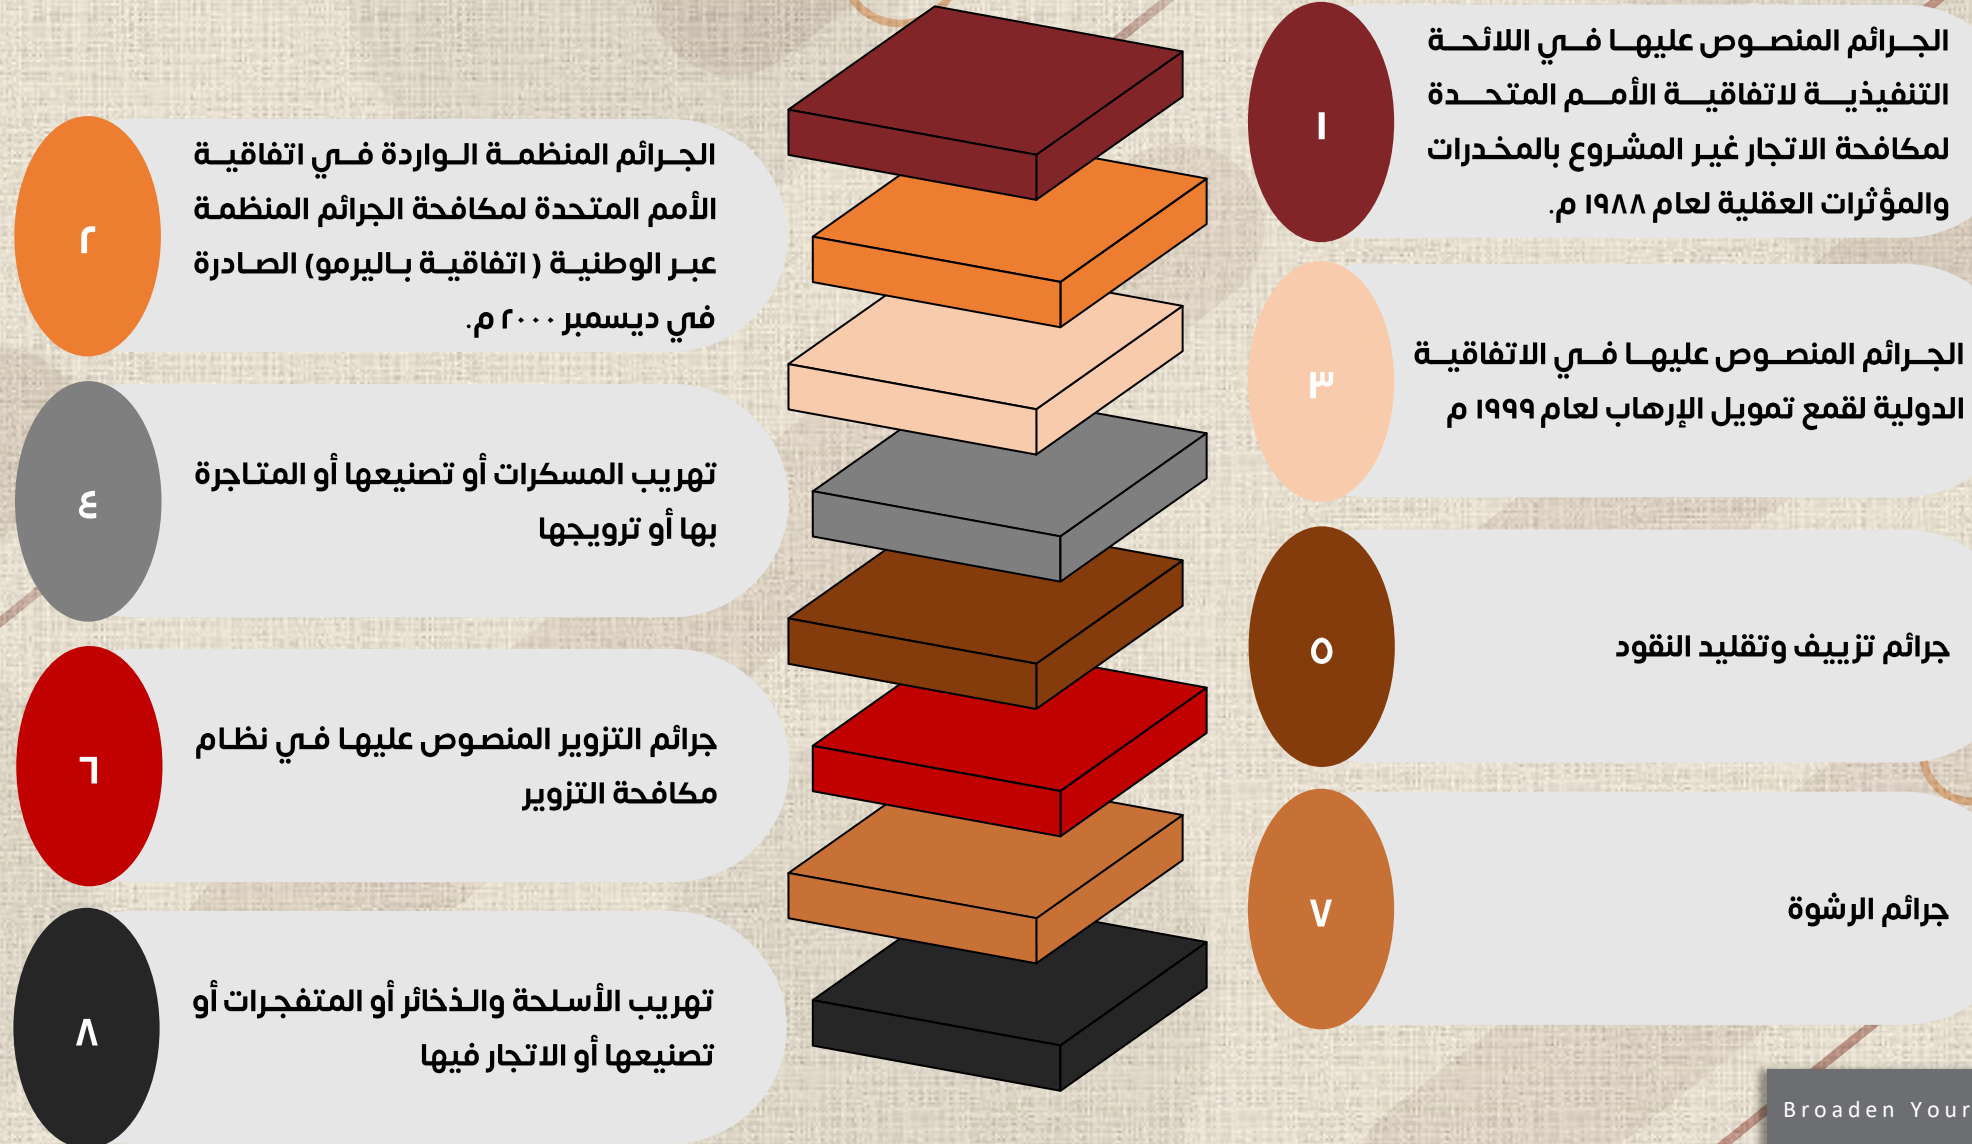 ١
الجرائم المنصوص عليها في اللائحة
التنفيذية لاتفاقية الأمم المتحدة
لمكافحة الاتجار غير المشروع بالمخدرات
والمؤثرات العقلية لعام ١٩٨٨ م.
٢
الجرائم المنظمة الواردة في اتفاقية
الأمم المتحدة لمكافحة الجرائم المنظمة
عبر الوطنية ( اتفاقية باليرمو) الصادرة
في ديسمبر ٢٠٠٠ م.
٣
الجرائم المنصوص عليها في الاتفاقية
الدولية لقمع تمويل الإرهاب لعام ١٩٩٩ م
٤
تهريب المسكرات أو تصنيعها أو المتاجرة
بها أو ترويجها
٥
جرائم تزييف وتقليد النقود
٦
جرائم التزوير المنصوص عليها في نظام
مكافحة التزوير
٧
جرائم الرشوة
٨
تهريب الأسلحة والذخائر أو المتفجرات أو
تصنيعها أو الاتجار فيها
Broaden Your